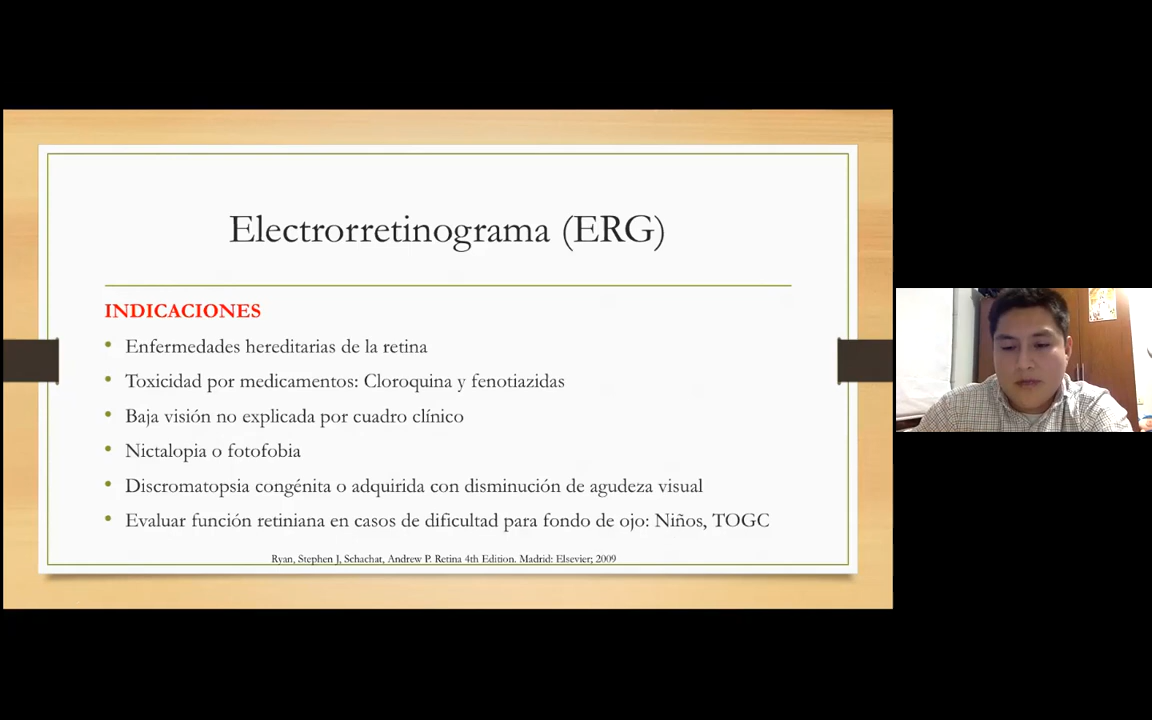 Electrorretinograma (ERG)
INDICACIONES
• Enfermedades hereditarias de la retina
• Toxicidad por medicamentos: Cloroquina y fenotiazidas
• Baja visión no explicada por cuadro clínico
• Nictalopia o fotofobia
• Discromatopsia congénita o adquirida con disminución de agudeza visual
• Evaluar función retiniana en casos de dificultad para fondo de ojo: Niños, TOGC
Ryan, Stephen J, Schachat, Andrew P. Retina 4th Edition. Madrid: Elsevier; 2009